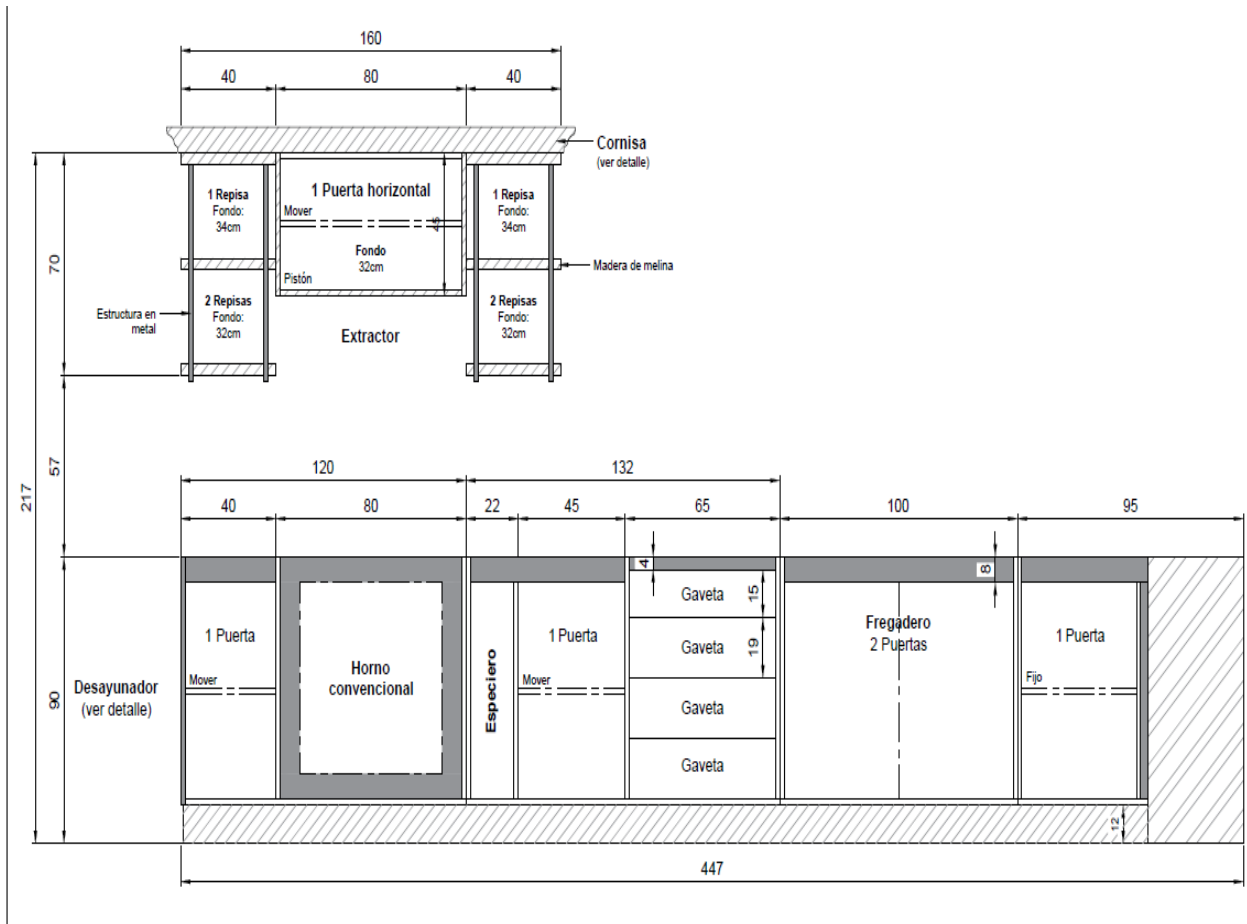 160
40
80
40
Cornisa
(ver detalle)
1 Repisa
Fondo:
34cm
1 Puerta horizontal
Mover
45
Fondo
32cm
Pistón
1 Repisa
Fondo:
34cm
Madera de melina
70
2 Repisas
Fondo:
32cm
Estructura en
metal
Extractor
2 Repisas
Fondo:
32cm
217
57
120
132
40
80
22
45
65
100
95
4
8
90
Desayunador
(ver detalle)
1 Puerta
Mover
Horno
convencional
Especiero
1 Puerta
Mover
Gaveta
15
Gaveta
19
Gaveta
Gaveta
Fregadero
2 Puertas
1 Puerta
Fijo
12
447